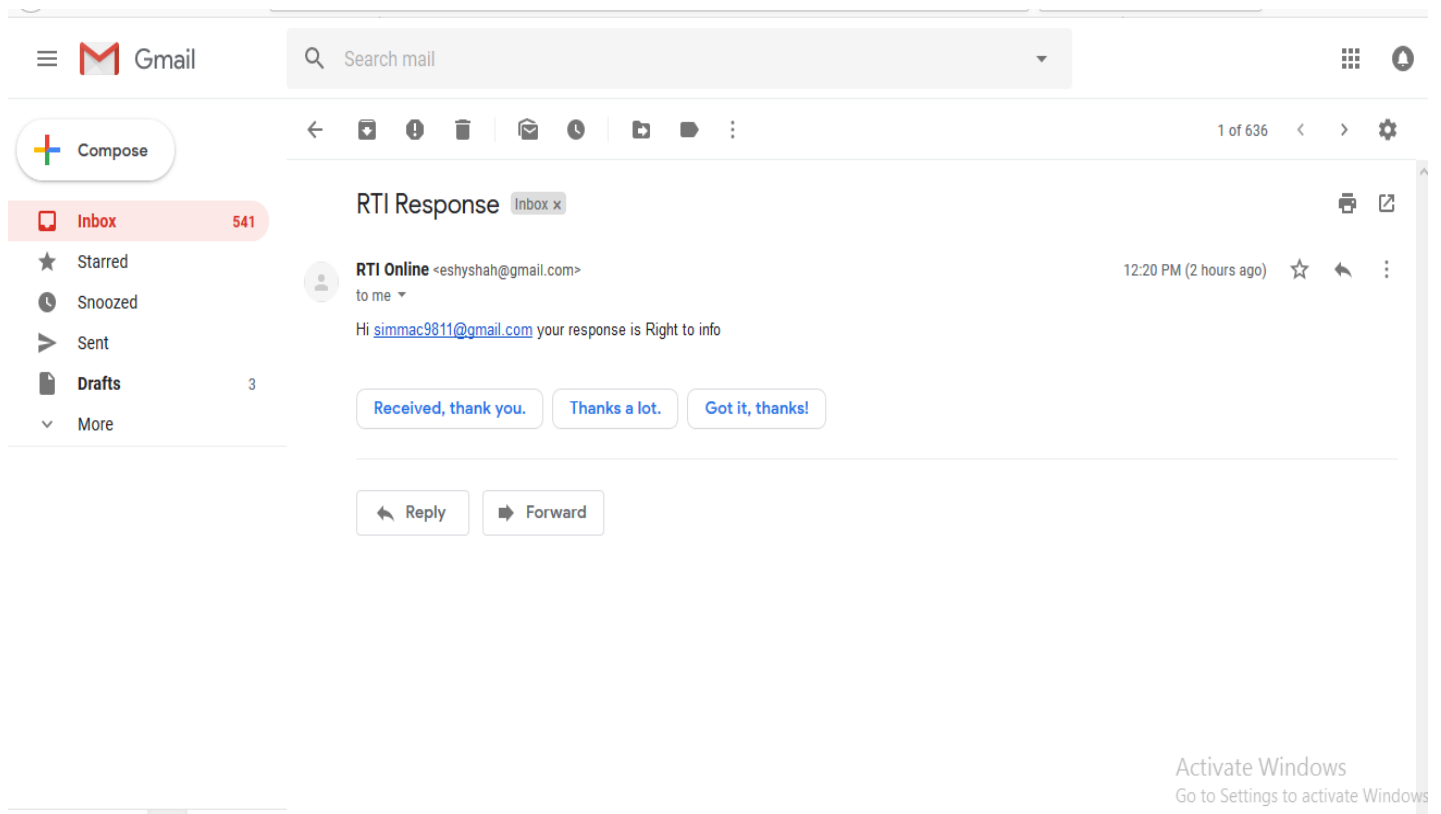 Gmail
Search mail
Compose
1 of 636
Inbox 541
Starred
Snoozed
Sent
Drafts 3
More
RTI Response Inbox x
RTI Online <eshyshah@gmail.com> 12:20 PM (2 hours ago)
to me
Hi simmac9811@gmail.com your response is Right to info
Received, thank you. Thanks a lot. Got it, thanks!
Reply Forward
Activate Windows
Go to Settings to activate Windows